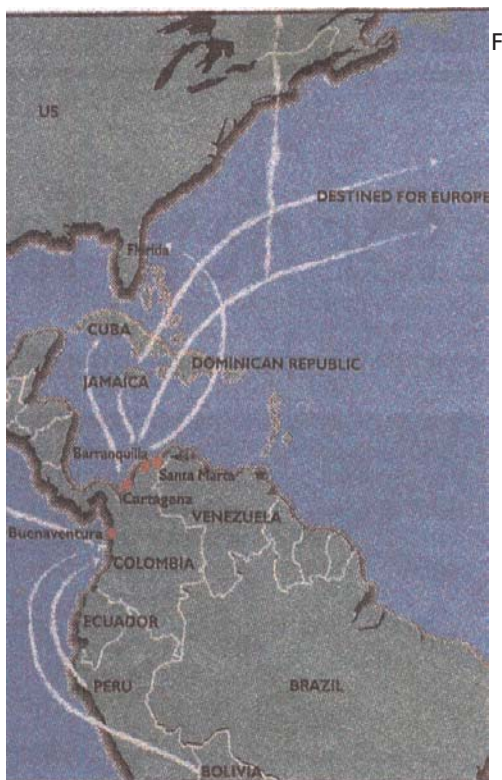 F
US
DESTINED FOR EUROPE
Florida
CUBA
DOMINICAN REPUBLIC
JAMAICA
Barranquilla
Santa Marta
Cartagana
VENEZUELA
Buenaventura
COLOMBIA
ECUADOR
PERU
BRAZIL
BOLIVIA